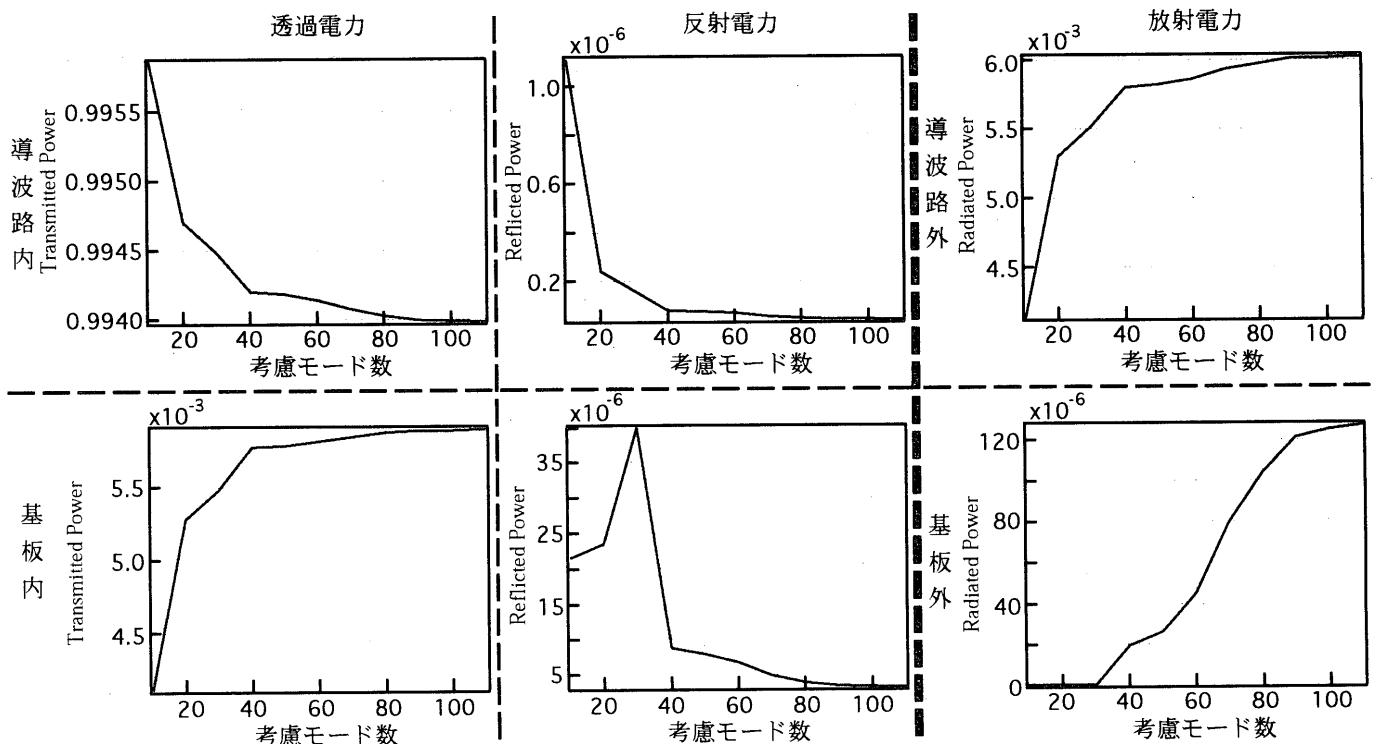 透過電力
反射電力
放射電力
導波路内
Transmitted Power
0.9955
0.9950
0.9945
0.9940
20 40 60 80 100
考慮モード数
x10-6
Reflicted Power
1.0
0.6
0.2
20 40 60 80 100
考慮モード数
導波路外
x10-3
Radiated Power
6.0
5.5
5.0
4.5
20 40 60 80 100
考慮モード数
基板内
x10-3
Transmitted Power
5.5
5.0
4.5
20 40 60 80 100
考慮モード数
x10-6
Reflicted Power
35
25
15
5
20 40 60 80 100
考慮モード数
基板外
x10-6
Radiated Power
120
80
40
0
20 40 60 80 100
考慮モード数